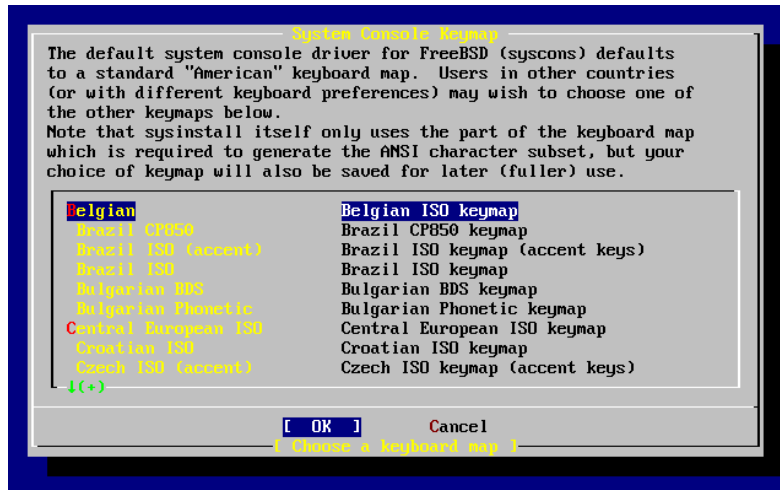 System Console Keymap
The default system console driver for FreeBSD (syscons) defaults
to a standard "American" keyboard map.  Users in other countries
(or with different keyboard preferences) may wish to choose one of
the other keymaps below.
Note that sysinstall itself only uses the part of the keyboard map
which is required to generate the ANSI character subset, but your
choice of keymap will also be saved for later (fuller) use.
Belgian Belgian ISO keymap
Brazil CP850 Brazil CP850 keymap
Brazil ISO (accent) Brazil ISO keymap (accent keys)
Brazil ISO Brazil ISO keymap
Bulgarian BDS Bulgarian BDS keymap
Bulgarian Phonetic Bulgarian Phonetic keymap
Central European ISO Central European ISO keymap
Croatian ISO Croatian ISO keymap
Czech ISO (accent) Czech ISO keymap (accent keys)
↓(+)
[ OK ] Cancel
[ Choose a keyboard map ]